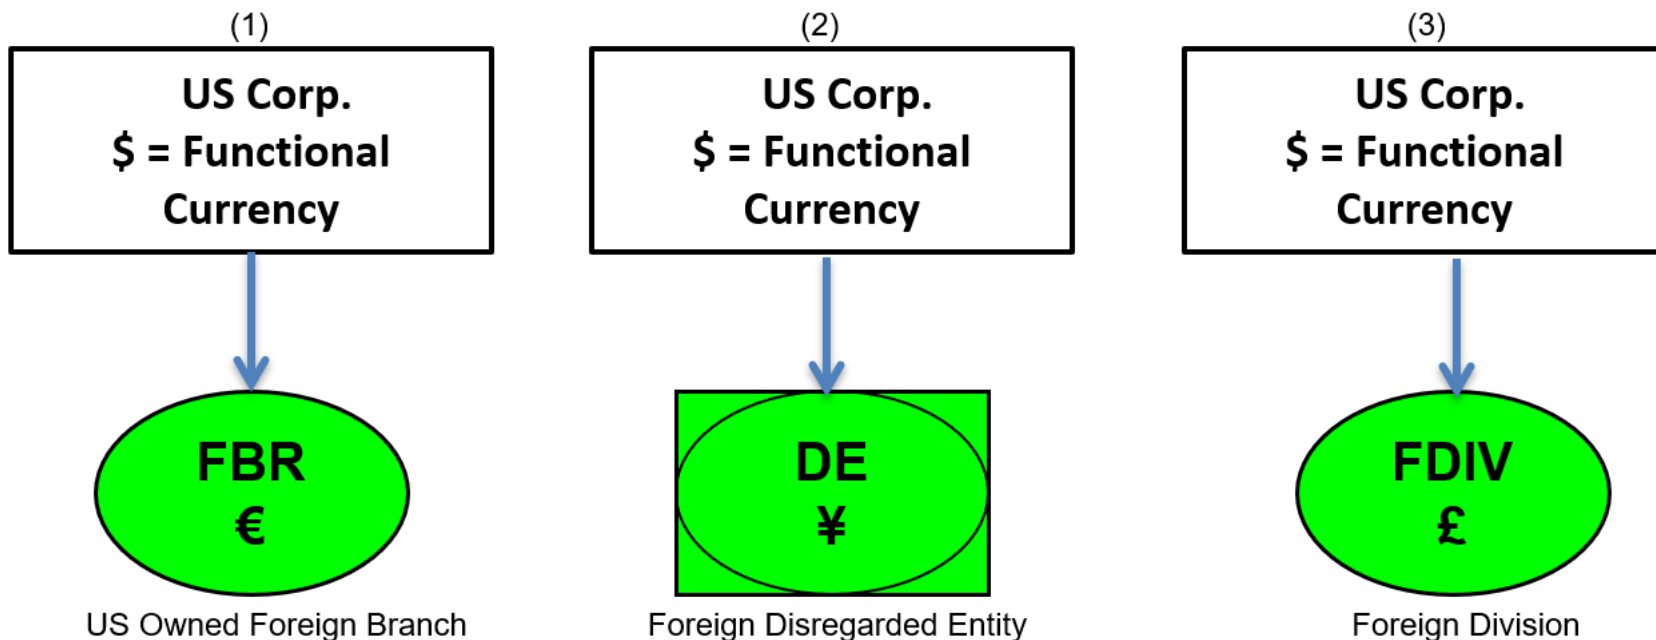 (1)
US Corp.
$ = Functional
Currency
FBR
€
US Owned Foreign Branch
(2)
US Corp.
$ = Functional
Currency
DE
¥
Foreign Disregarded Entity
(3)
US Corp.
$ = Functional
Currency
FDIV
£
Foreign Division